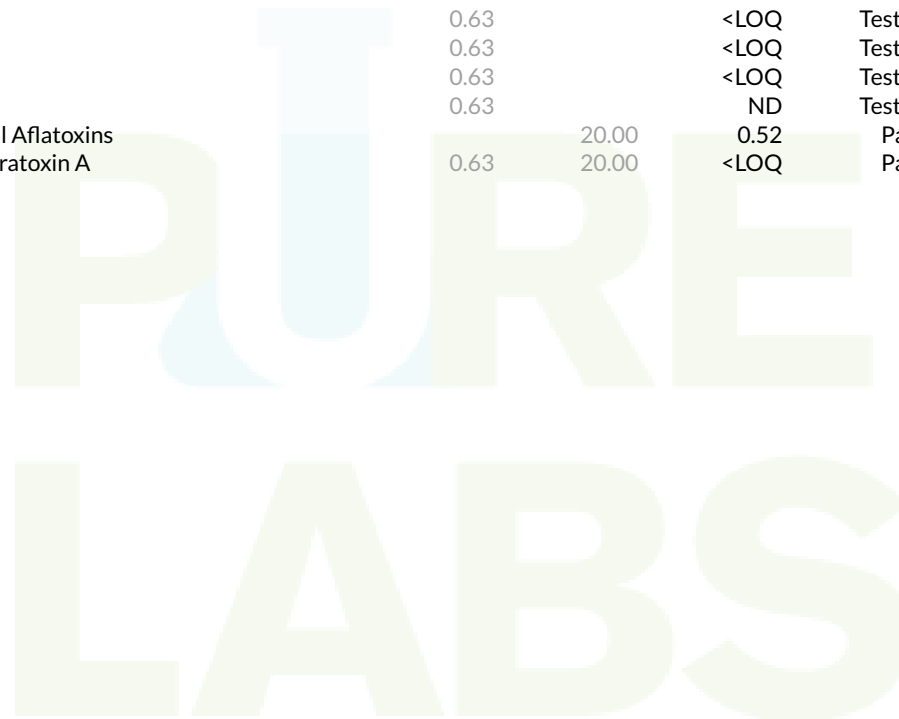 0.63 <LOQ Test
0.63 <LOQ Test
0.63 <LOQ Test
0.63 ND Test
l Aflatoxins 20.00 0.52 Pa
ratoxin A 0.63 20.00 <LOQ Pa
PURE
LABS